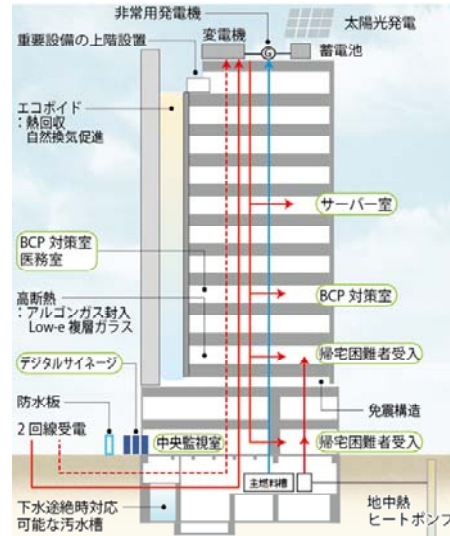 非常用発電機
太陽光発電
変電機
G
蓄電池
重要設備の上階設置
エコボイド
：熱回収
自然換気促進
サーバー室
BCP 対策室
医務室
BCP 対策室
高断熱
：アルゴンガス封入
Low-e 複層ガラス
帰宅困難者受入
デジタルサイネージ
免震構造
防水板
2 回線受電
中央監視室
帰宅困難者受入
主燃料槽
下水途絶時対応
可能な汚水槽
地中熱
ヒートポンプ